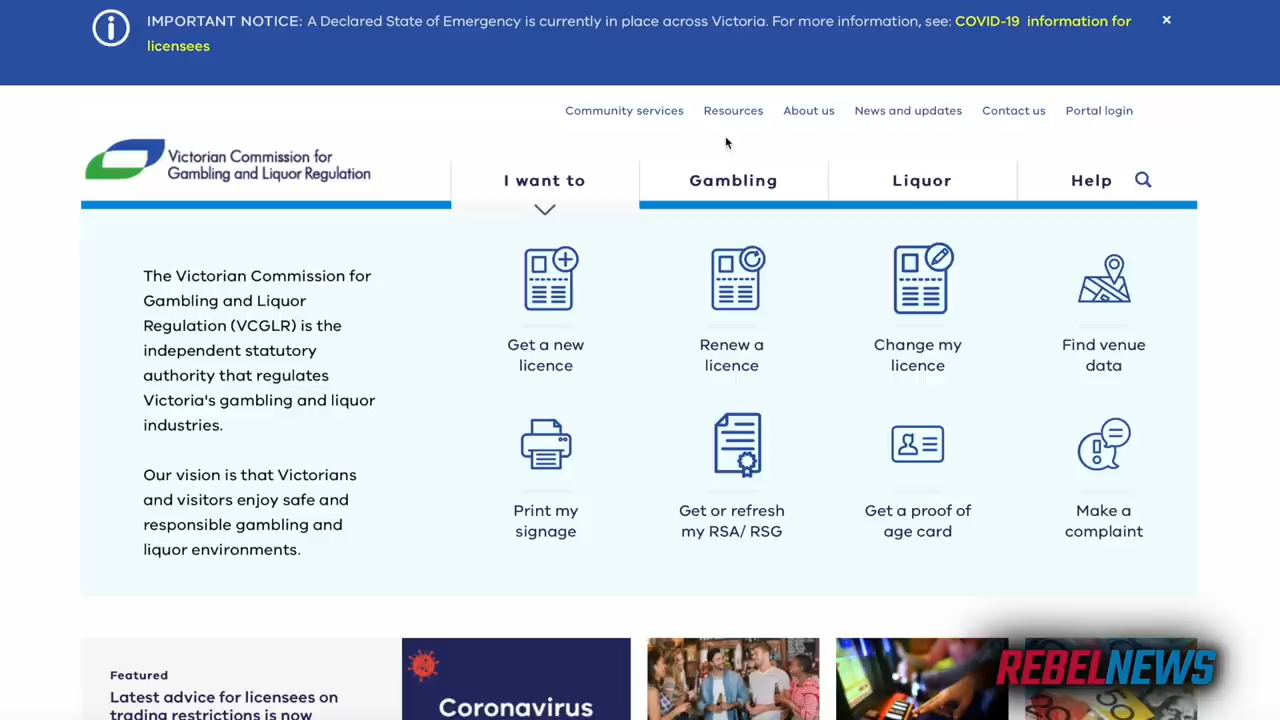 IMPORTANT NOTICE: A Declared State of Emergency is currently in place across Victoria. For more information, see: COVID-19 information for
licensees
Community services Resources About us News and updates Contact us Portal login
Victorian Commission for
Gambling and Liquor Regulation
I want to Gambling Liquor Help
The Victorian Commission for
Gambling and Liquor
Regulation (VCGLR) is the
independent statutory
authority that regulates
Victoria's gambling and liquor
industries.
Our vision is that Victorians
and visitors enjoy safe and
responsible gambling and
liquor environments.
Get a new
licence
Renew a
licence
Change my
licence
Find venue
data
Print my
signage
Get or refresh
my RSA/ RSG
Get a proof of
age card
Make a
complaint
Featured
Latest advice for licensees on
trading restrictions is now
Coronavirus
REBELNEWS